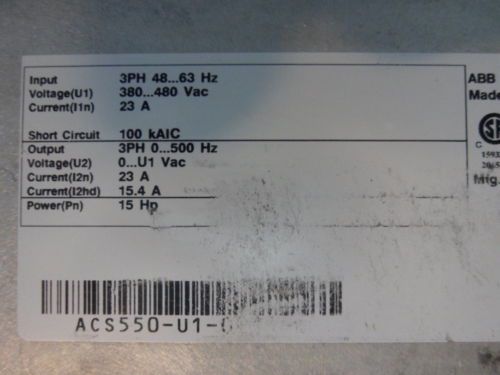 Input 3PH 48...63 Hz
Voltage(U1) 380...480 Vac
Current(I1n) 23 A
Short Circuit 100 kAIC
Output 3PH 0...500 Hz
Voltage(U2) 0...U1 Vac
Current(I2n) 23 A
Current(I2hd) 15.4 A
Power(Pn) 15 Hp
ACS550-U1-
ABB
Made
C
Mfg.